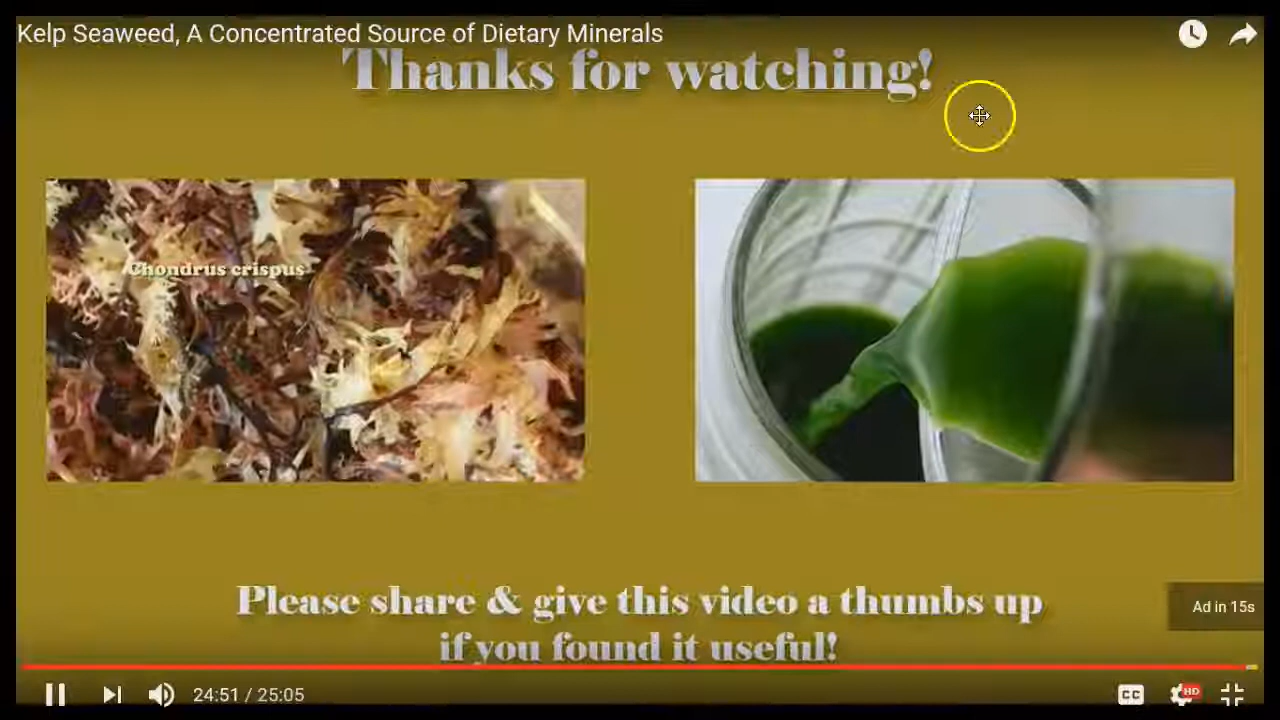 Kelp Seaweed, A Concentrated Source of Dietary Minerals
Thanks for watching!
Chondrus crispus
Please share & give this video a thumbs up
if you found it useful!
Ad in 15s
24:51 / 25:05
CC
HD